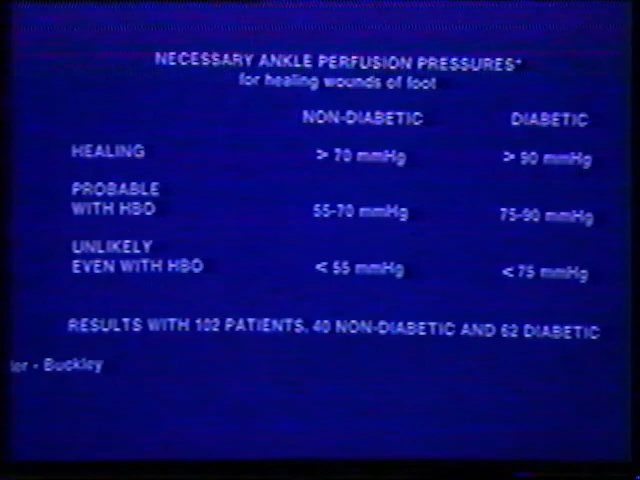 NECESSARY ANKLE PERFUSION PRESSURES*
for healing wounds of foot
NON-DIABETIC DIABETIC
HEALING > 70 mmHg > 90 mmHg
PROBABLE
WITH HBO 55-70 mmHg 75-90 mmHg
UNLIKELY
EVEN WITH HBO < 55 mmHg < 75 mmHg
RESULTS WITH 102 PATIENTS. 40 NON-DIABETIC AND 62 DIABETIC
- Buckley